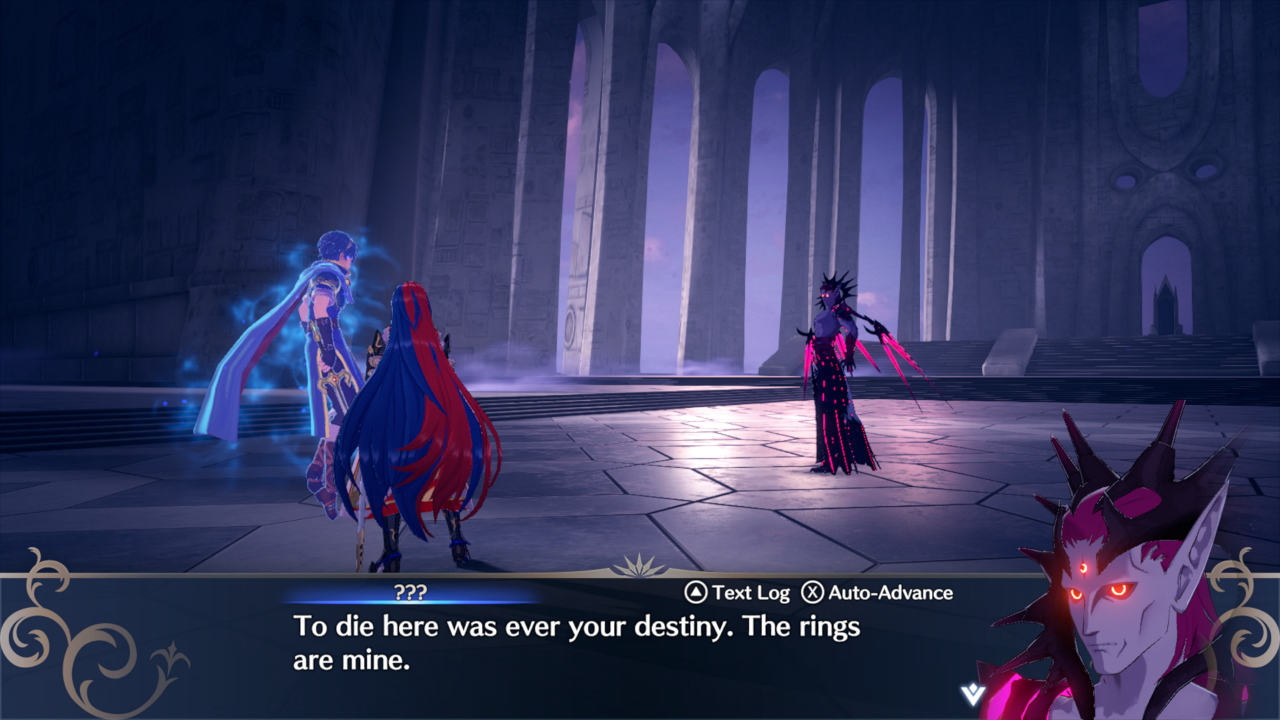 ???
Text Log Auto-Advance
To die here was ever your destiny. The rings
are mine.